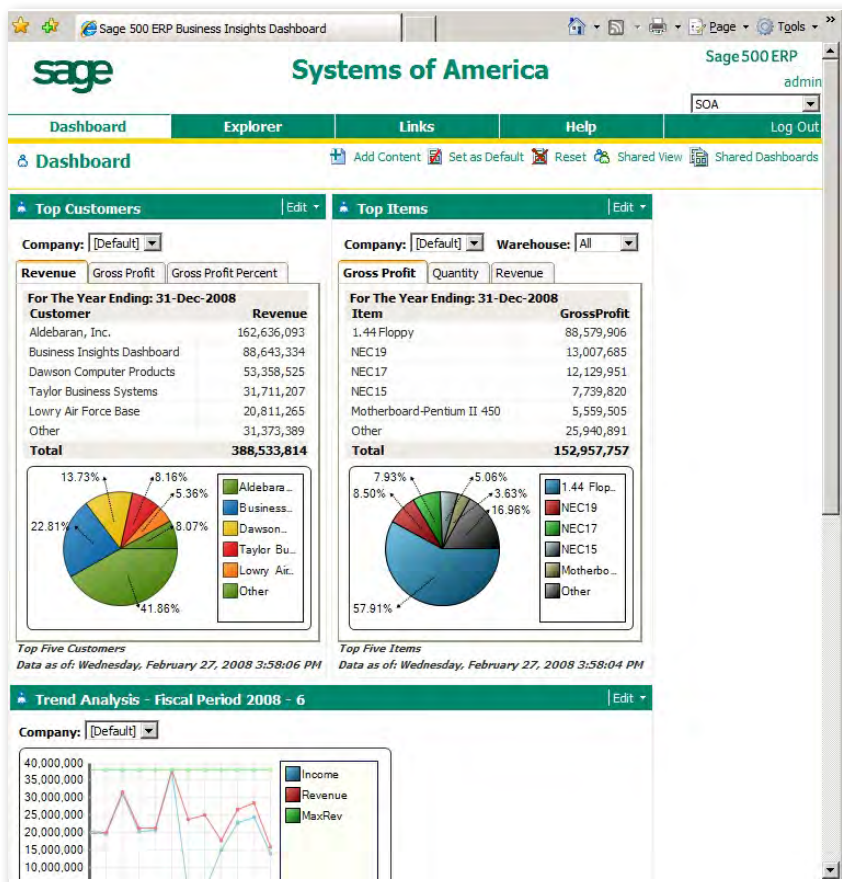 Sage 500 ERP Business Insights Dashboard
Page Tools »
sage
Systems of America
Sage 500 ERP
admin
SOA
Dashboard Explorer Links Help Log Out
Dashboard
Add Content Set as Default Reset Shared View Shared Dashboards
Top Customers Edit
Company: [Default]
Revenue Gross Profit Gross Profit Percent
For The Year Ending: 31-Dec-2008
Customer Revenue
Aldebaran, Inc. 162,636,093
Business Insights Dashboard 88,643,334
Dawson Computer Products 53,358,525
Taylor Business Systems 31,711,207
Lowry Air Force Base 20,811,265
Other 31,373,389
Total 388,533,814
13.73% 8.16%
5.36%
22.81% 8.07%
41.86%
Aldebara...
Business...
Dawson...
Taylor Bu...
Lowry Air...
Other
Top Five Customers
Data as of: Wednesday, February 27, 2008 3:58:06 PM
Top Items Edit
Company: [Default] Warehouse: All
Gross Profit Quantity Revenue
For The Year Ending: 31-Dec-2008
Item GrossProfit
1.44 Floppy 88,579,906
NEC19 13,007,685
NEC17 12,129,951
NEC15 7,739,820
Motherboard-Pentium II 450 5,559,505
Other 25,940,891
Total 152,957,757
7.93% 5.06%
8.50% 3.63%
16.96%
57.91%
1.44 Flop...
NEC19
NEC17
NEC15
Motherbo...
Other
Top Five Items
Data as of: Wednesday, February 27, 2008 3:58:04 PM
Trend Analysis - Fiscal Period 2008 - 6 Edit
Company: [Default]
40,000,000
35,000,000
30,000,000
25,000,000
20,000,000
15,000,000
10,000,000
Income
Revenue
MaxRev